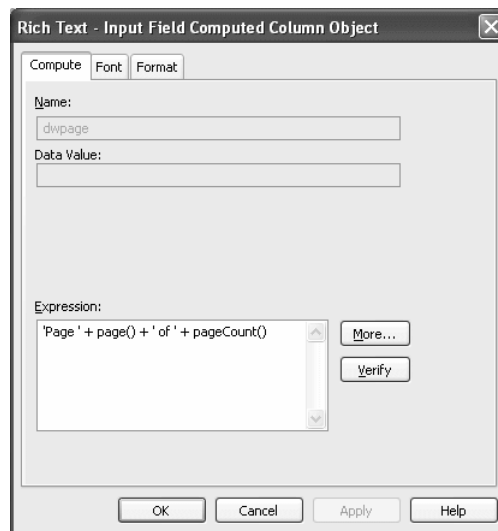 Rich Text - Input Field Computed Column Object
Compute Font Format
Name:
dwpage
Data Value:
Expression:
'Page ' + page() + ' of ' + pageCount()
More...
Verify
OK Cancel Apply Help